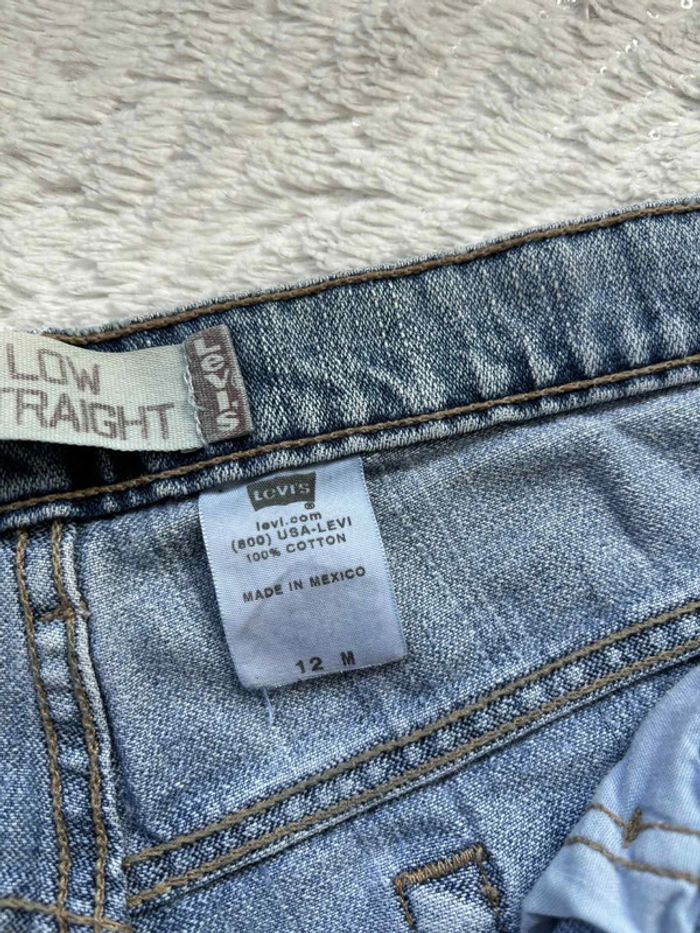 LOW
TRAIGHT
LeVI'S
LeVI'S
®
levi.com
(800) USA-LEVI
100% COTTON
MADE IN MEXICO
12 M